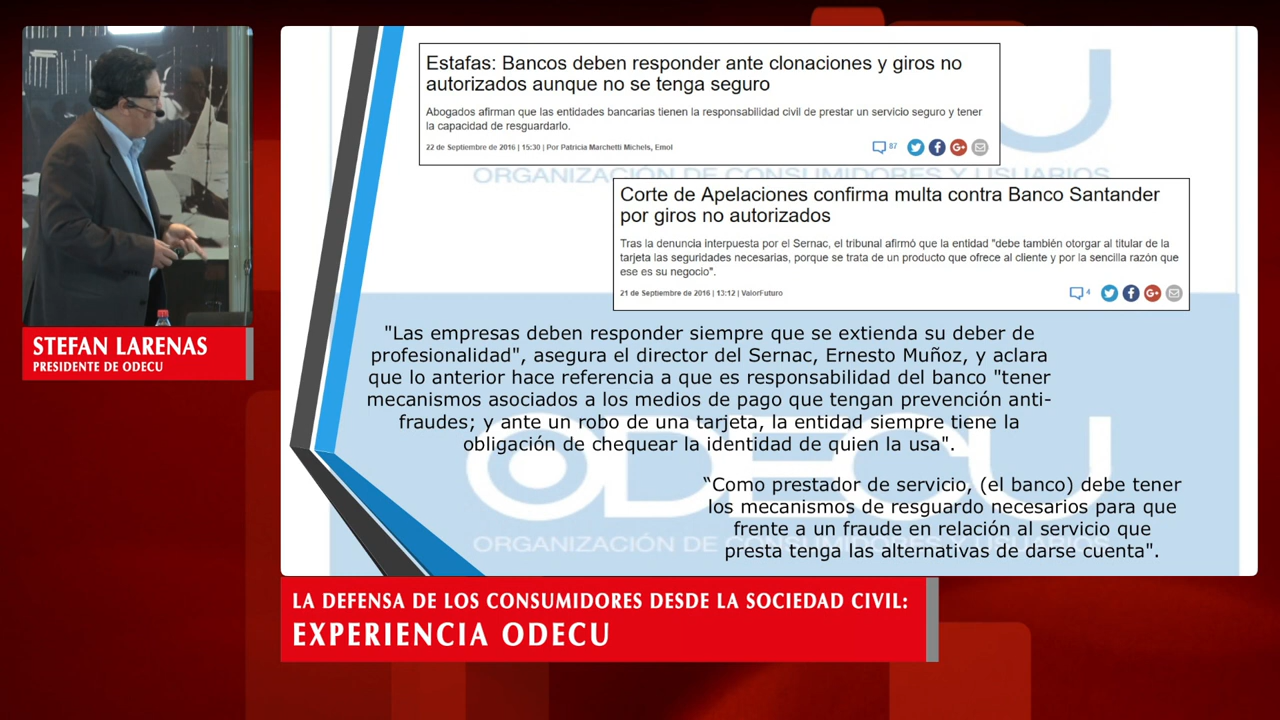 Estafas: Bancos deben responder ante clonaciones y giros no
autorizados aunque no se tenga seguro
Abogados afirman que las entidades bancarias tienen la responsabilidad civil de prestar un servicio seguro y tener
la capacidad de resguardarlo.
22 de Septiembre de 2016 | 15:30 | Por Patricia Marchetti Michels, Emol
87
ORGANIZACIÓN DE CONSUMIDORES Y USUARIOS
Corte de Apelaciones confirma multa contra Banco Santander
por giros no autorizados
Tras la denuncia interpuesta por el Sernac, el tribunal afirmó que la entidad "debe también otorgar al titular de la
tarjeta las seguridades necesarias, porque se trata de un producto que ofrece al cliente y por la sencilla razón que
ese es su negocio".
21 de Septiembre de 2016 | 13:12 | ValorFuturo
4
"Las empresas deben responder siempre que se extienda su deber de
profesionalidad", asegura el director del Sernac, Ernesto Muñoz, y aclara
que lo anterior hace referencia a que es responsabilidad del banco "tener
mecanismos asociados a los medios de pago que tengan prevención anti-
fraudes; y ante un robo de una tarjeta, la entidad siempre tiene la
obligación de chequear la identidad de quien la usa".
ODECU
ORGANIZACIÓN DE CONSUMIDORES Y USUARIOS
“Como prestador de servicio, (el banco) debe tener
los mecanismos de resguardo necesarios para que
frente a un fraude en relación al servicio que
presta tenga las alternativas de darse cuenta".
STEFAN LARENAS
PRESIDENTE DE ODECU
LA DEFENSA DE LOS CONSUMIDORES DESDE LA SOCIEDAD CIVIL:
EXPERIENCIA ODECU